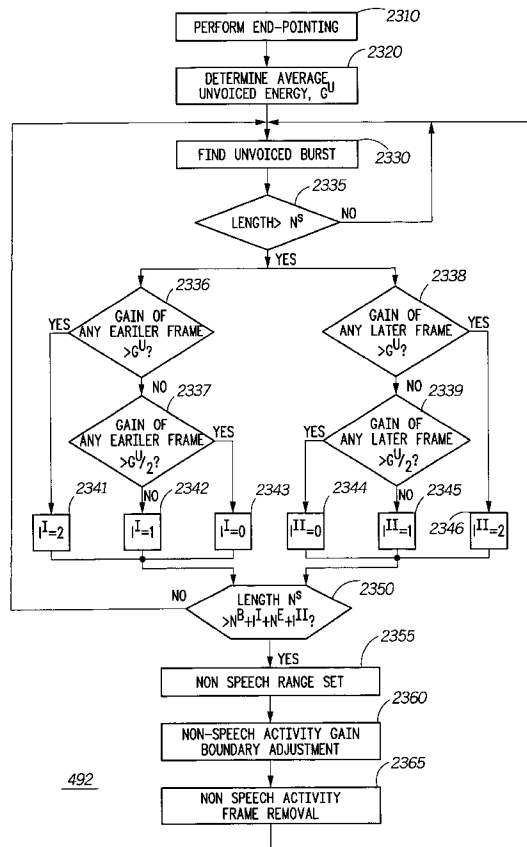 2310
PERFORM END-POINTING
2320
DETERMINE AVERAGE
UNVOICED ENERGY, G^U
FIND UNVOICED BURST
2330
2335
LENGTH> N^S
NO
YES
2336
GAIN OF
ANY EARILER FRAME
>G^U?
YES
NO
2338
GAIN OF
ANY LATER FRAME
>G^U?
YES
NO
2337
GAIN OF
ANY EARILER FRAME
>G^U/2?
YES
NO
2339
GAIN OF
ANY LATER FRAME
>G^U/2?
YES
NO
2341
I^I=2
2342
I^I=1
2343
I^I=0
2344
I^II=0
2345
I^II=1
2346
I^II=2
2350
LENGTH N^S
>N^B+I^I+N^E+I^II?
NO
YES
2355
NON SPEECH RANGE SET
2360
NON-SPEECH ACTIVITY GAIN
BOUNDARY ADJUSTMENT
2365
NON SPEECH ACTIVITY
FRAME REMOVAL
492